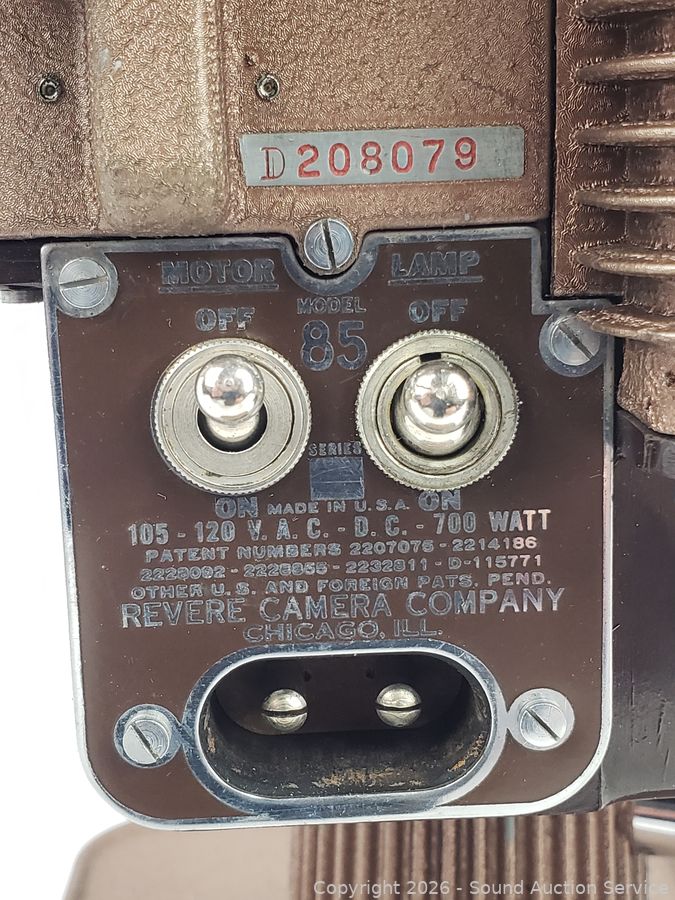 D208079
MOTOR LAMP
OFF MODEL OFF
85
SERIES
ON MADE IN U.S.A. ON
105 - 120 V. A. C. - D. C. - 700 WATT
PATENT NUMBERS 2207075 - 2214186
2228092 - 2228855 - 2232811 - D-115771
OTHER U.S. AND FOREIGN PATS. PEND.
REVERE CAMERA COMPANY
CHICAGO, ILL.
Copyright 2026 - Sound Auction Service